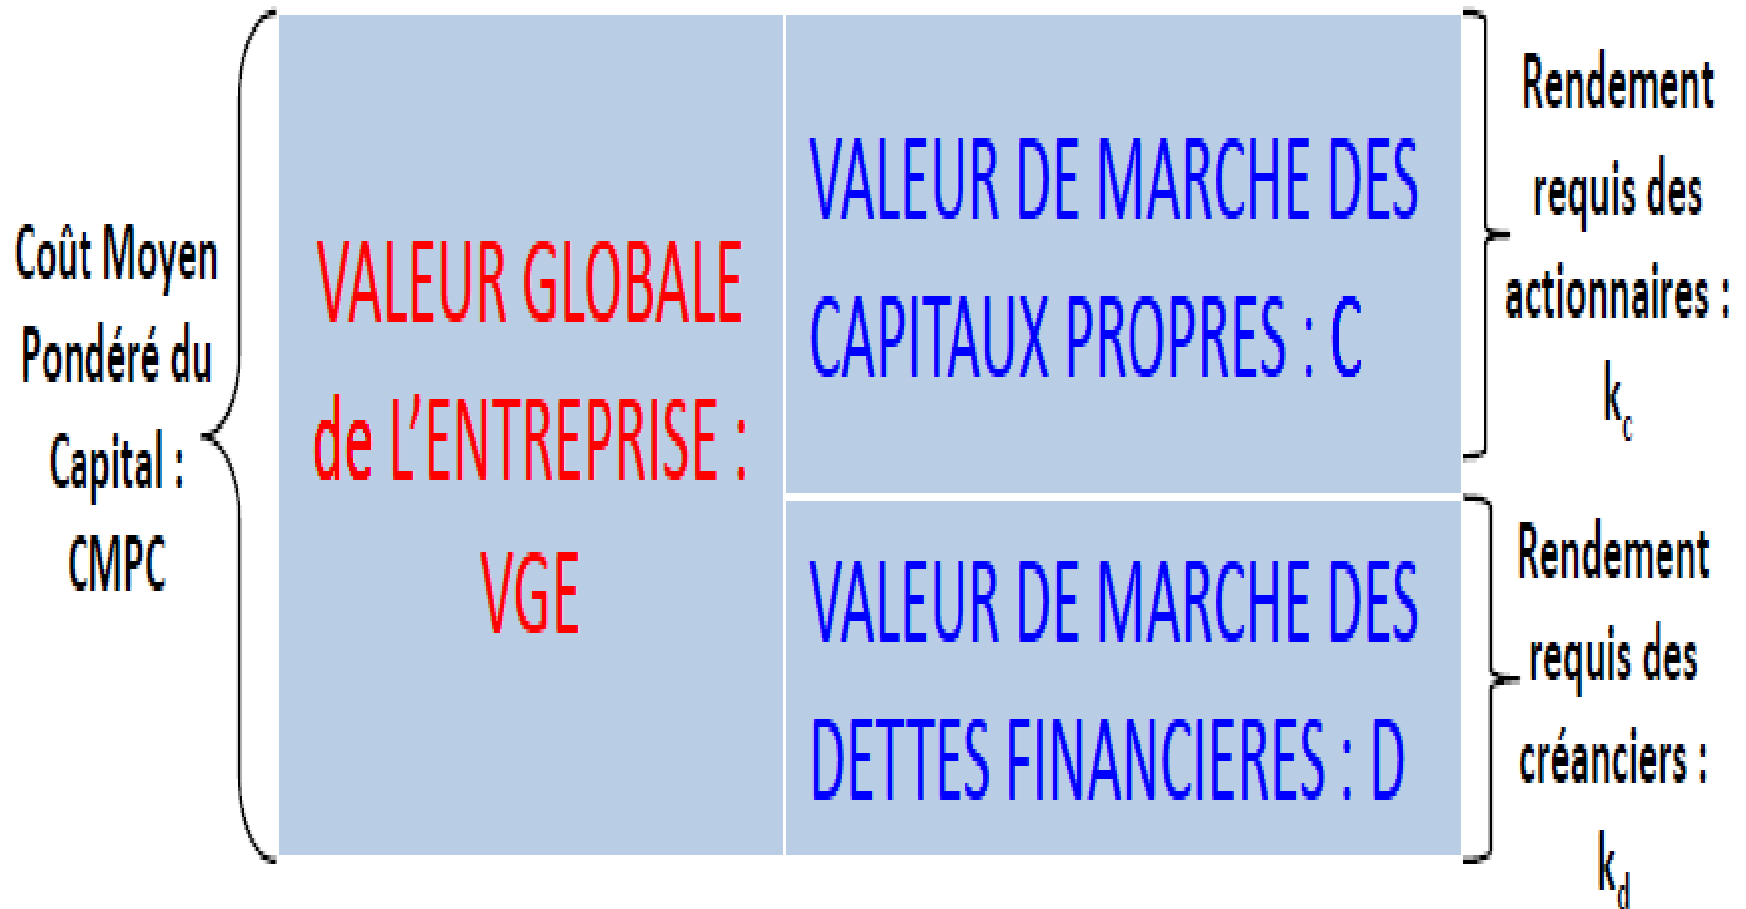 Coût Moyen
Pondéré du
Capital :
CMPC
VALEUR GLOBALE
de L’ENTREPRISE :
VGE
VALEUR DE MARCHE DES
CAPITAUX PROPRES : C
VALEUR DE MARCHE DES
DETTES FINANCIERES : D
Rendement
requis des
actionnaires :
kc
Rendement
requis des
créanciers :
kd